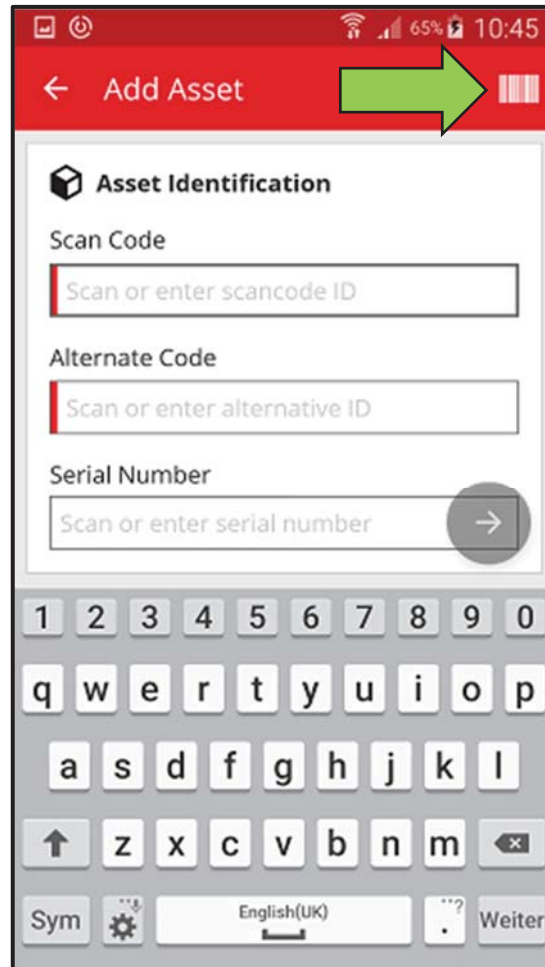 65% 10:45
Add Asset
Asset Identification
Scan Code
Scan or enter scancode ID
Alternate Code
Scan or enter alternative ID
Serial Number
Scan or enter serial number
1 2 3 4 5 6 7 8 9 0
q w e r t y u i o p
a s d f g h j k l
z x c v b n m
Sym English(UK) . ...? Weiter